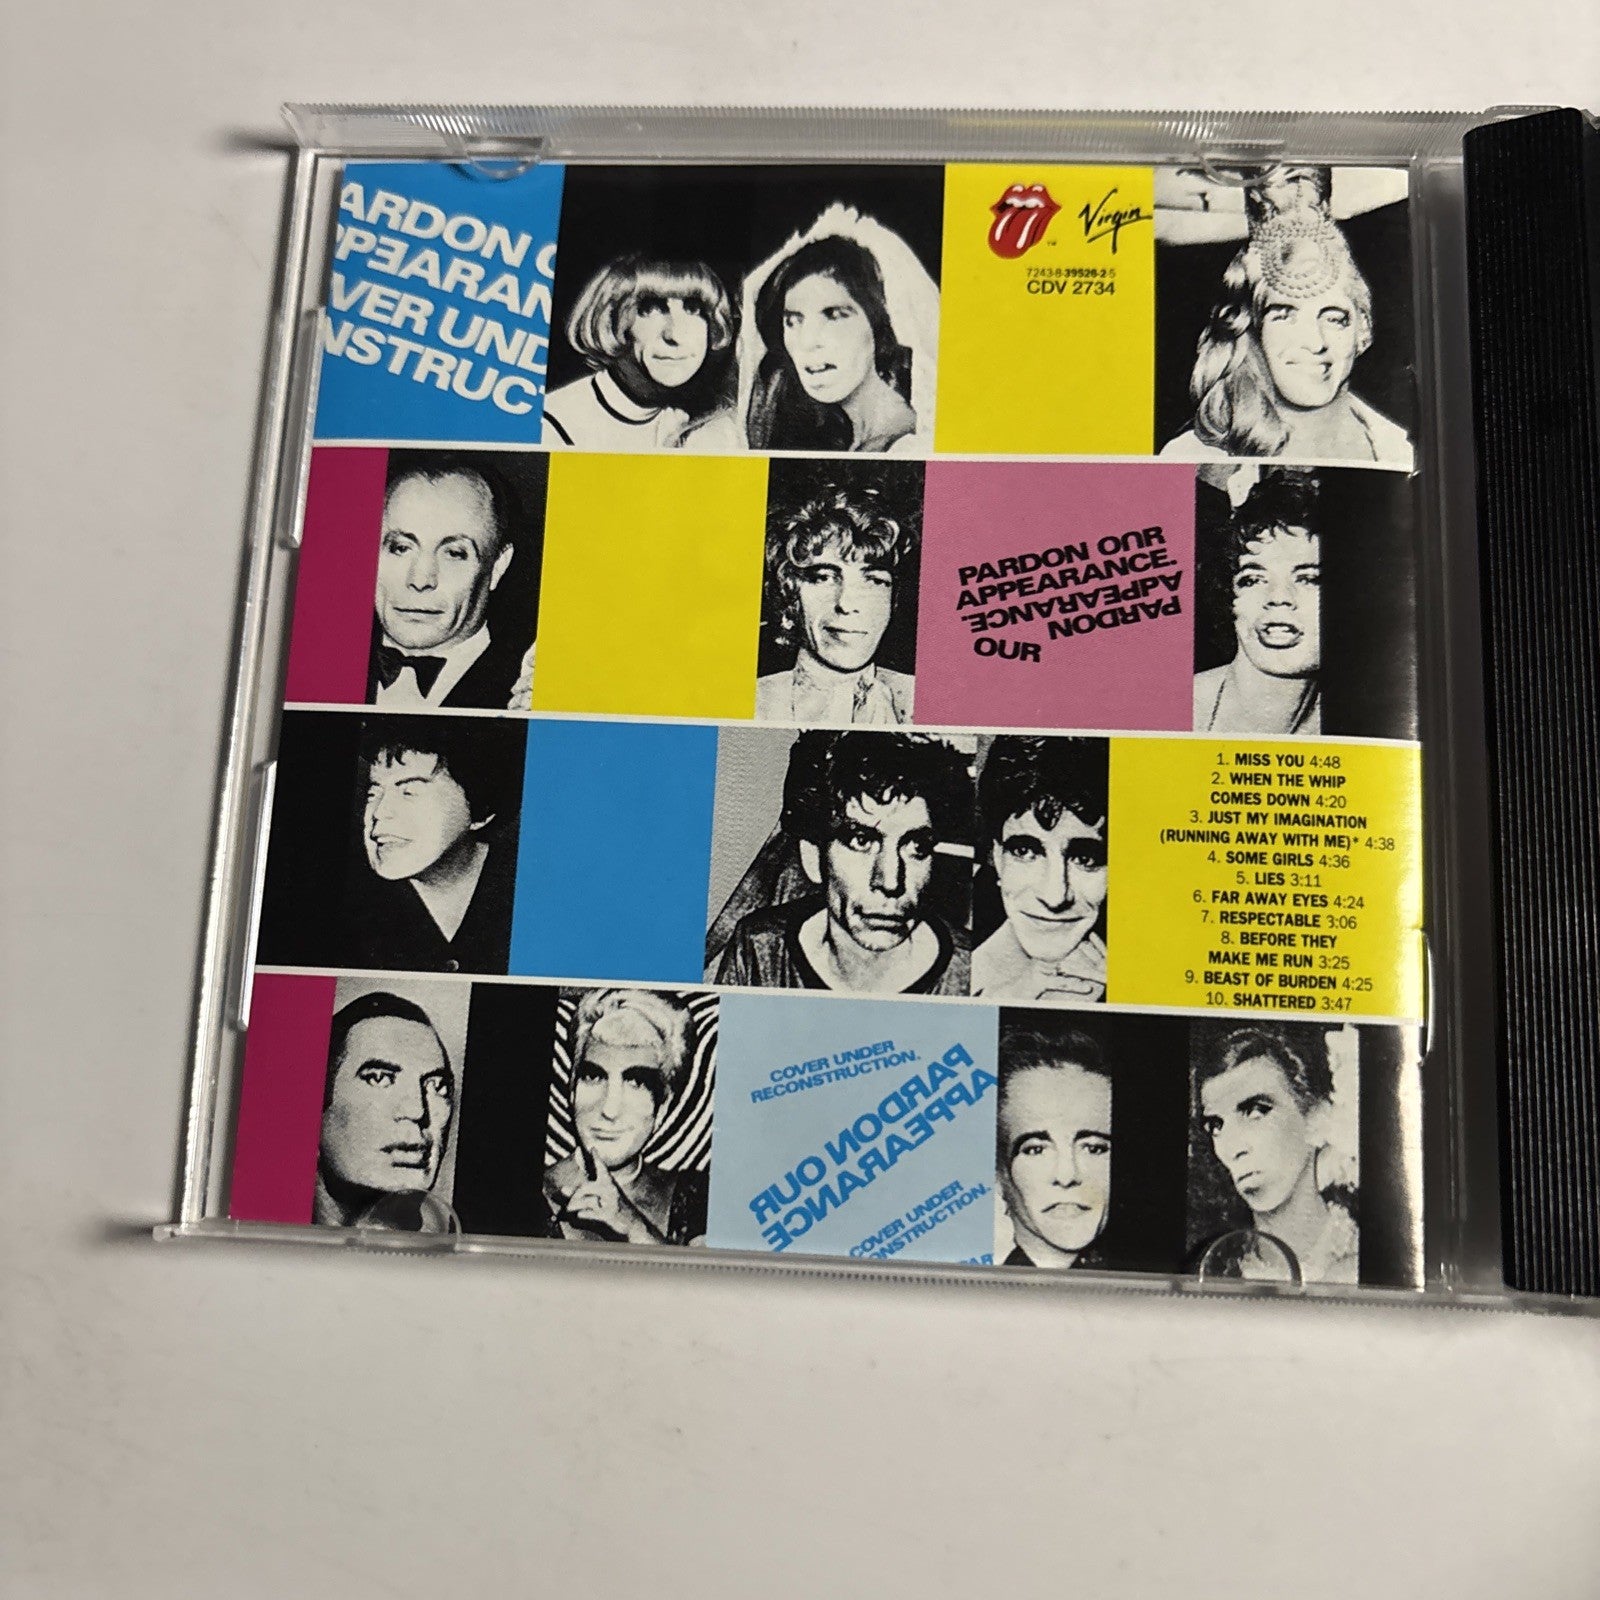 ARDON O
PPEARAN
VER UND
NSTRUCT
Virgin
TM
7243-8-39526-2-5
CDV 2734
PARDON OUR
APPEARANCE.
APPEARANCE.
PARDON
OUR
1. MISS YOU 4:48
2. WHEN THE WHIP
COMES DOWN 4:20
3. JUST MY IMAGINATION
(RUNNING AWAY WITH ME)* 4:38
4. SOME GIRLS 4:36
5. LIES 3:11
6. FAR AWAY EYES 4:24
7. RESPECTABLE 3:06
8. BEFORE THEY
MAKE ME RUN 3:25
9. BEAST OF BURDEN 4:25
10. SHATTERED 3:47
COVER UNDER
RECONSTRUCTION.
PARDON OUR
APPEARANCE
COVER UNDER
ONSTRUCTION.